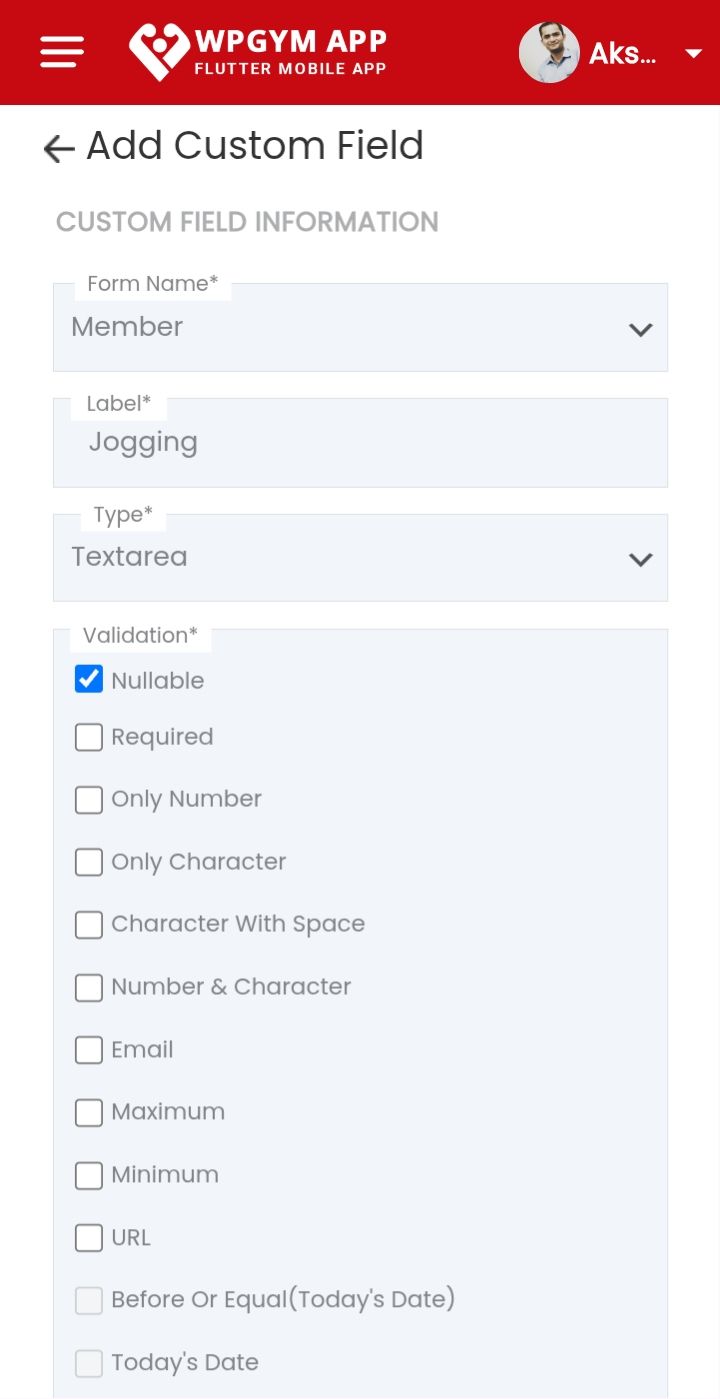 WPGYM APP
FLUTTER MOBILE APP
Aks...
Add Custom Field
CUSTOM FIELD INFORMATION
Form Name*
Member
Label*
Jogging
Type*
Textarea
Validation*
Nullable
Required
Only Number
Only Character
Character With Space
Number & Character
Email
Maximum
Minimum
URL
Before Or Equal(Today's Date)
Today's Date